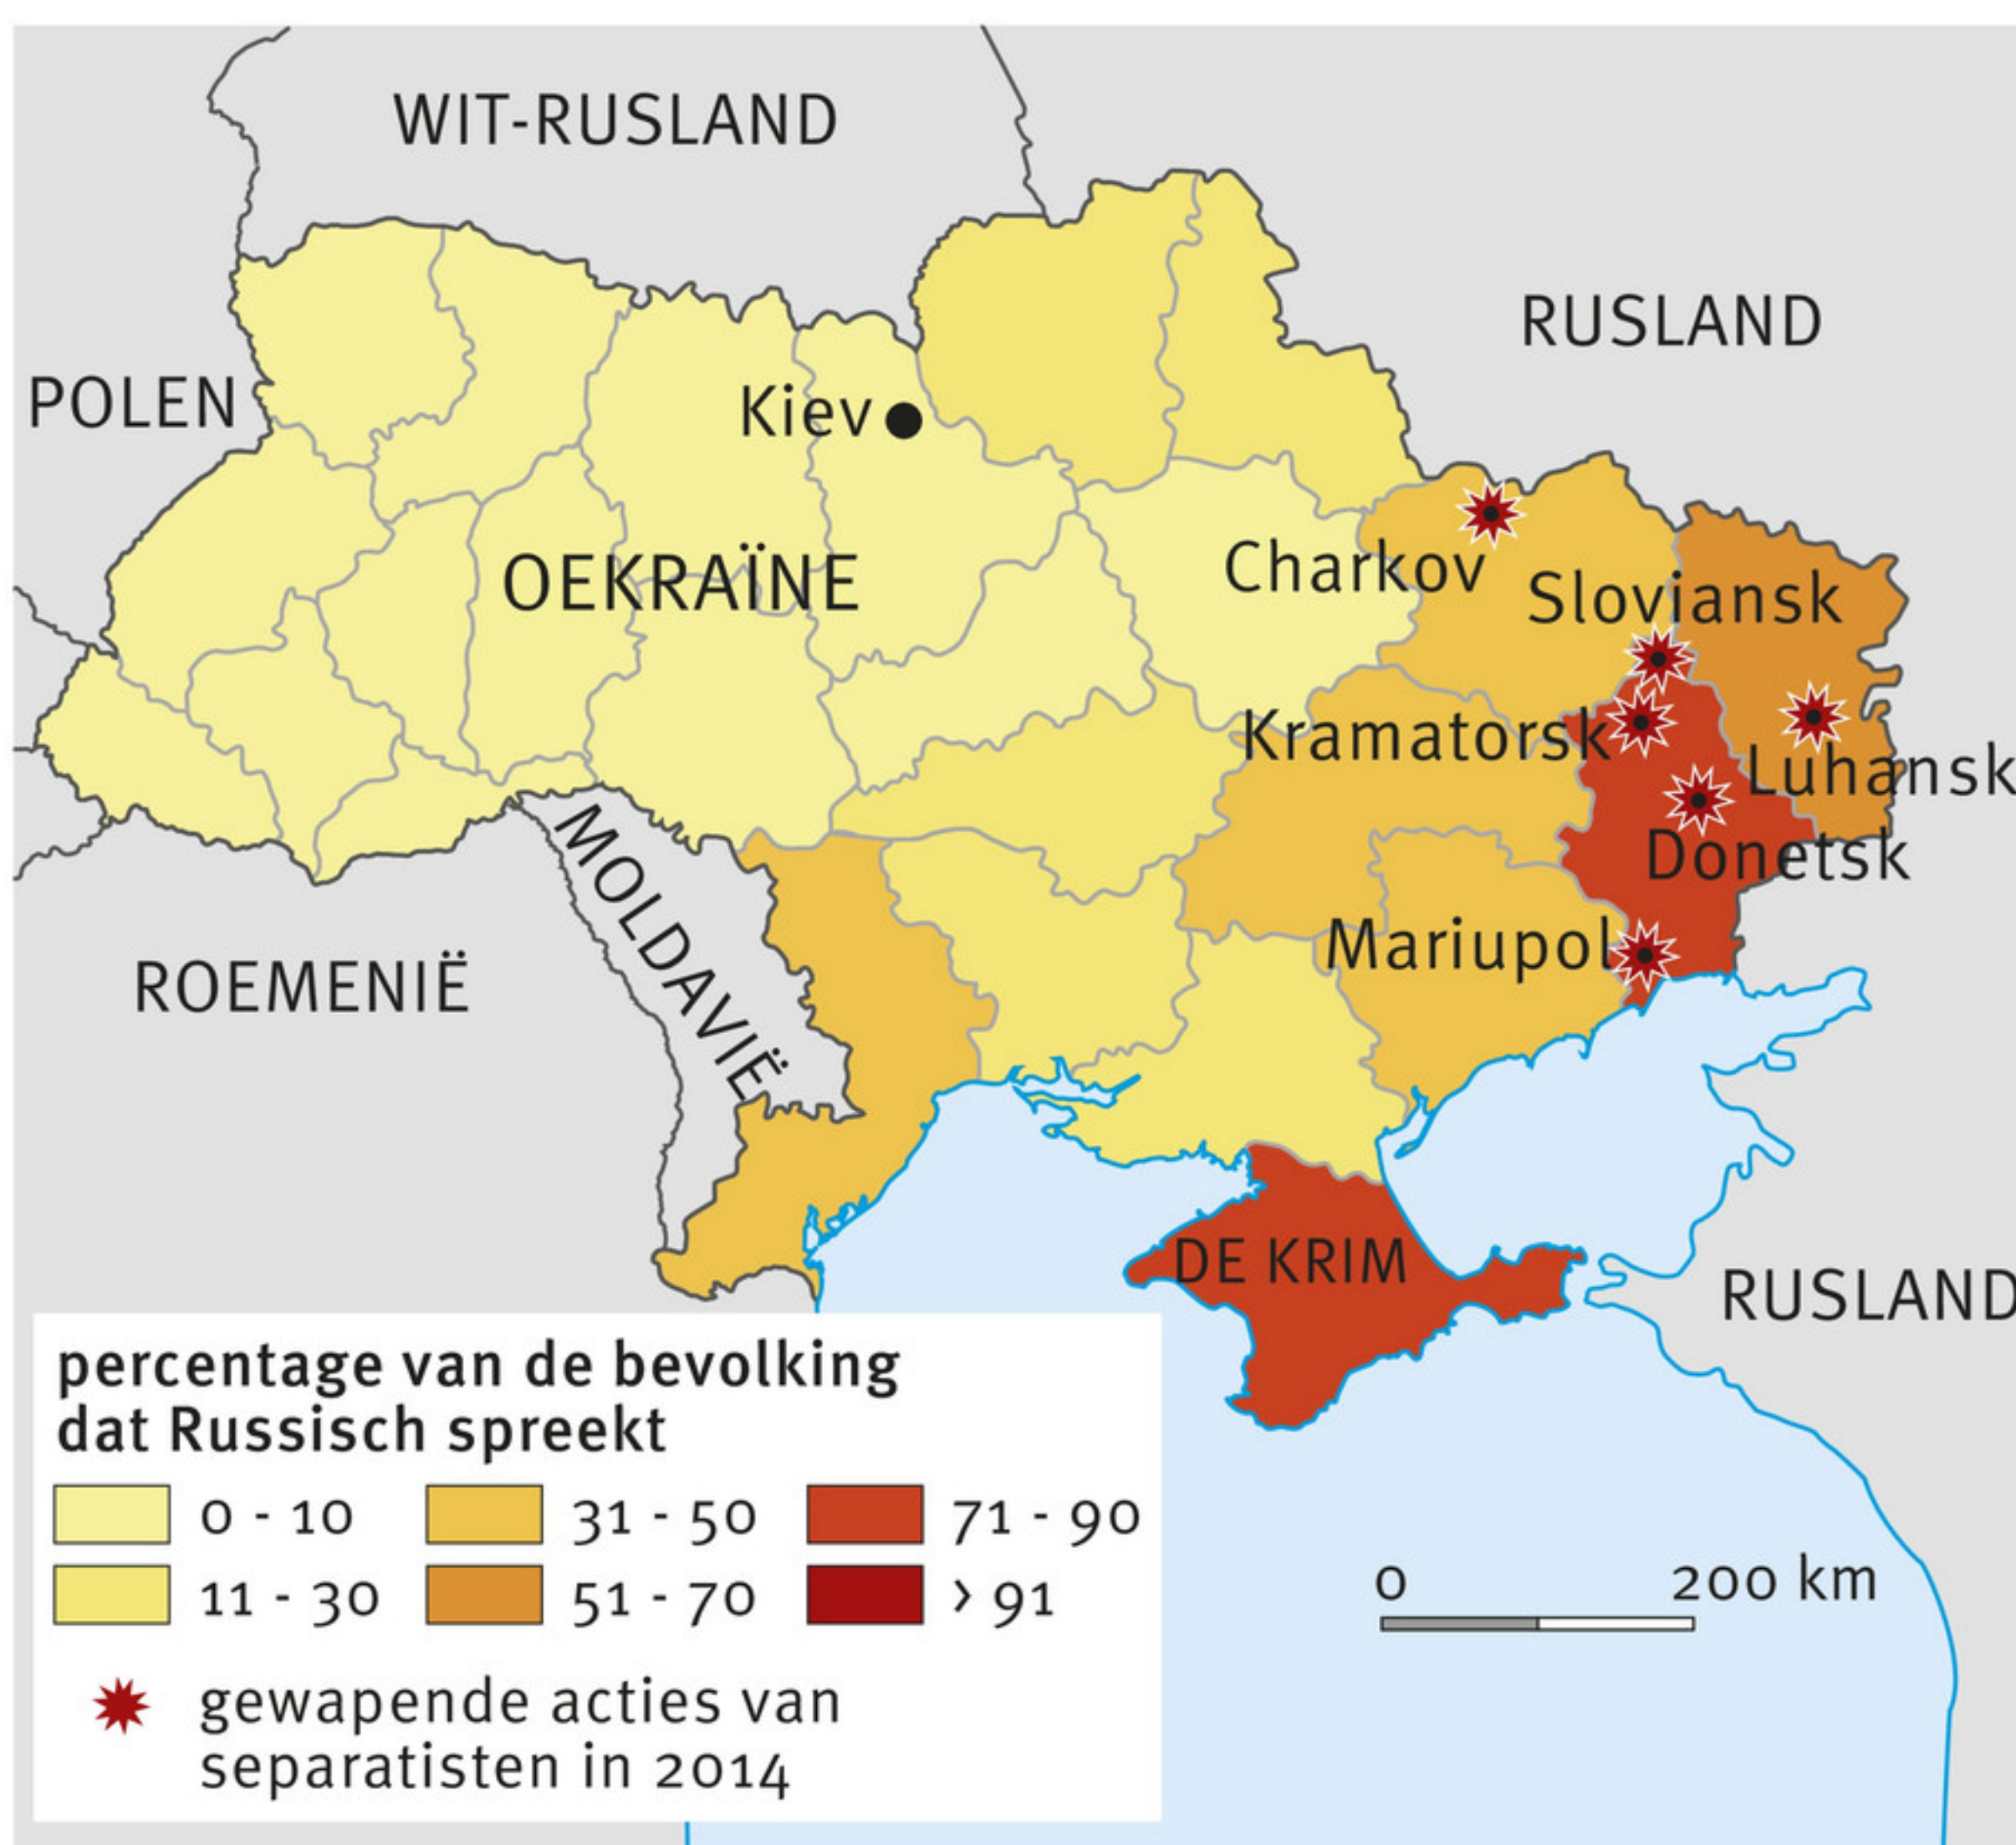 WIT-RUSLAND
RUSLAND
POLEN
Kiev
OEKRAÏNE
Charkov
Sloviansk
Kramatorsk
Luhansk
MOLDAVIË
Donetsk
Mariupol
ROEMENIË
DE KRIM
RUSLAND
percentage van de bevolking
dat Russisch spreekt
0 - 10
31 - 50
71 - 90
11 - 30
51 - 70
> 91
0
200 km
gewapende acties van
separatisten in 2014